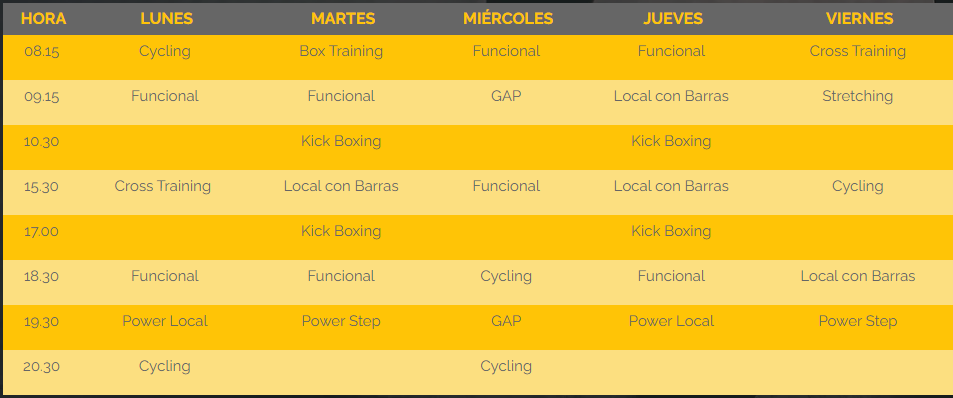 HORA LUNES MARTES MIÉRCOLES JUEVES VIERNES
08.15 Cycling Box Training Funcional Funcional Cross Training
09.15 Funcional Funcional GAP Local con Barras Stretching
10.30 Kick Boxing Kick Boxing
15.30 Cross Training Local con Barras Funcional Local con Barras Cycling
17.00 Kick Boxing Kick Boxing
18.30 Funcional Funcional Cycling Funcional Local con Barras
19.30 Power Local Power Step GAP Power Local Power Step
20.30 Cycling Cycling